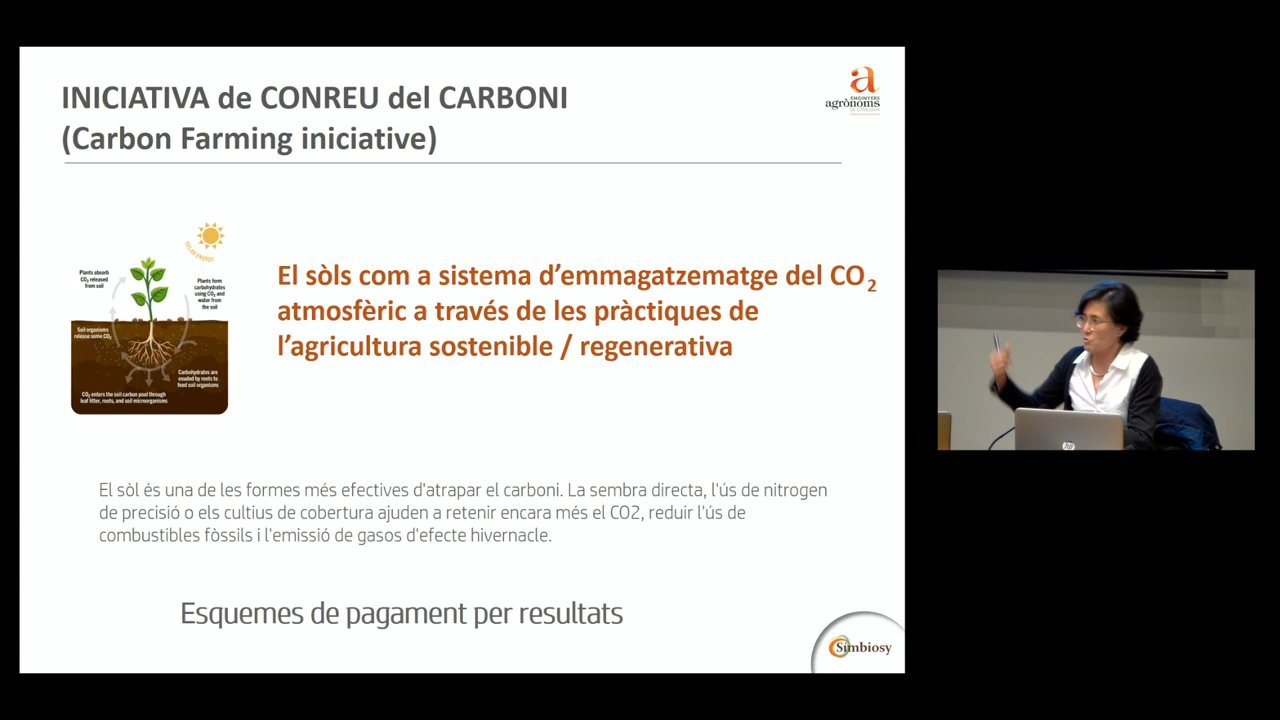 INICIATIVA de CONREU del CARBONI
(Carbon Farming iniciative)
a
ENGINYERS
agrònoms
DE CATALUNYA
SOLAR ENERGY
Plants absorb
CO2 released
from soil
Plants form
carbohydrates
using CO2 and
water from
the soil
Soil organisms
release some CO2
Carbohydrates are
exuded by roots to
feed soil organisms
CO2 enters the soil carbon pool through
leaf litter, roots, and soil microorganisms
El sòls com a sistema d'emmagatzematge del CO2
atmosfèric a través de les pràctiques de
l'agricultura sostenible / regenerativa
El sòl és una de les formes més efectives d'atrapar el carboni. La sembra directa, l'ús de nitrogen
de precisió o els cultius de cobertura ajuden a retenir encara més el CO2, reduir l'ús de
combustibles fòssils i l'emissió de gasos d'efecte hivernacle.
Esquemes de pagament per resultats
Simbiosy
hp